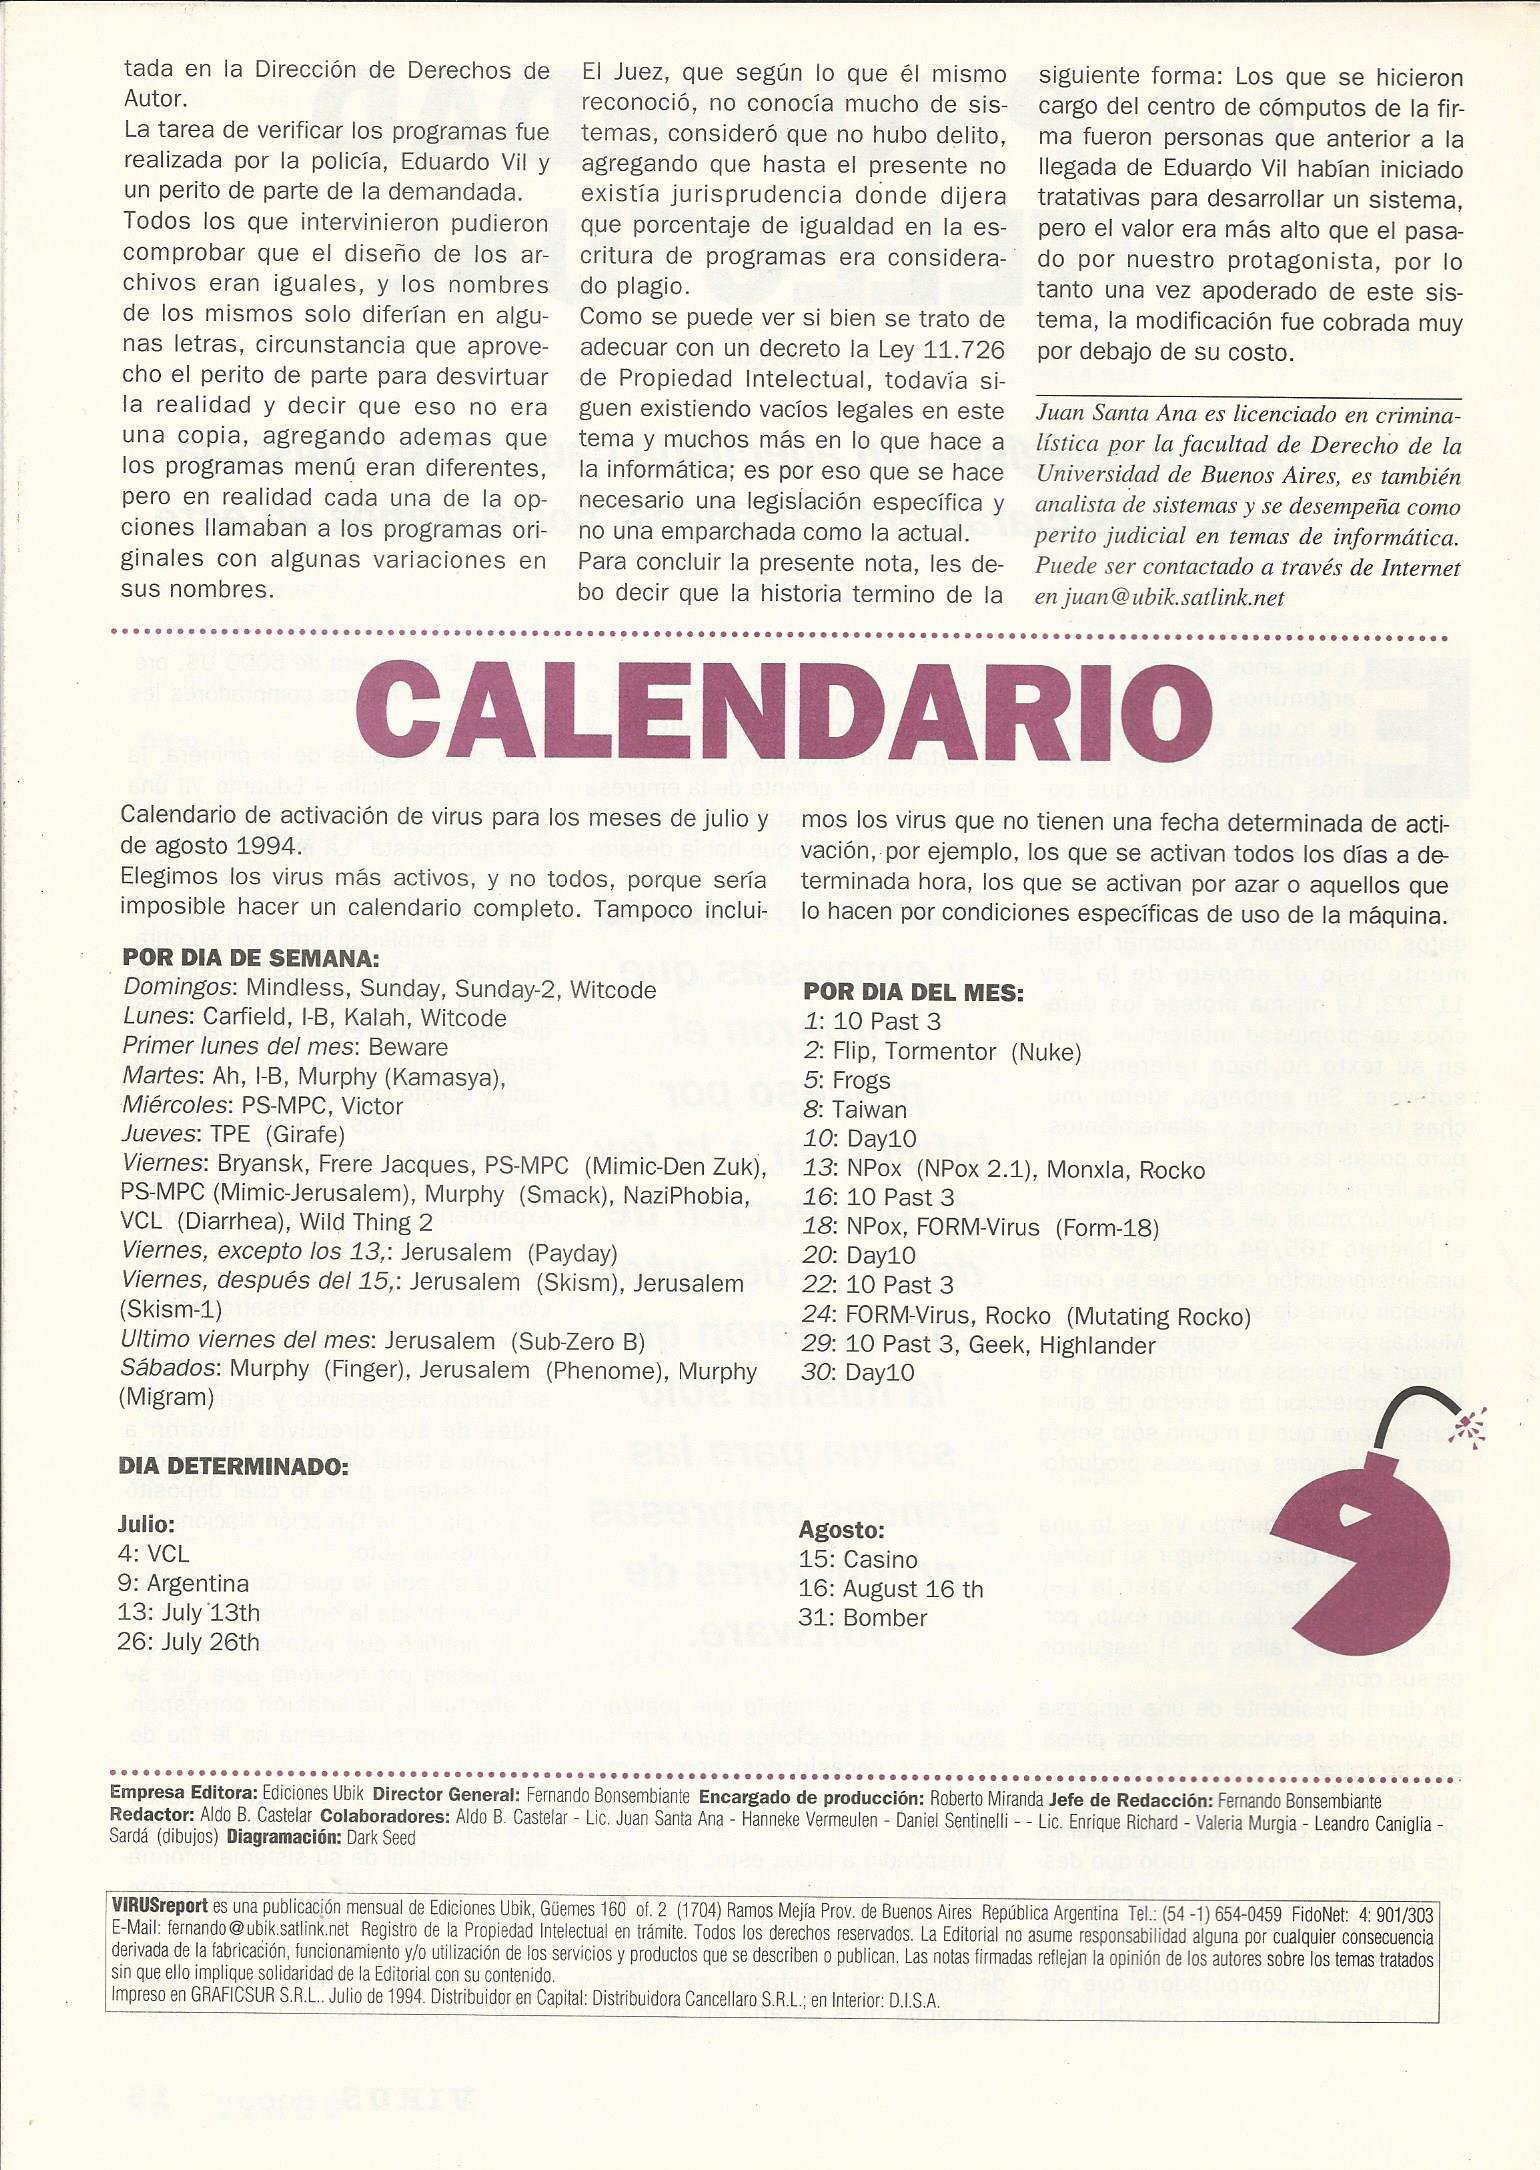 tada en la Dirección de Derechos de
Autor.
La tarea de verificar los programas fue
realizada por la policía, Eduardo Vil y
un perito de parte de la demandada.
Todos los que intervinieron pudieron
comprobar que el diseño de los ar-
chivos eran iguales, y los nombres
de los mismos solo diferían en algu-
nas letras, circunstancia que aprove-
cho el perito de parte para desvirtuar
la realidad y decir que eso no era
una copia, agregando ademas que
los programas menú eran diferentes,
pero en realidad cada una de la op-
ciones llamaban a los programas ori-
ginales con algunas variaciones en
sus nombres.
El Juez, que según lo que él mismo
reconoció, no conocía mucho de sis-
temas, consideró que no hubo delito,
agregando que hasta el presente no
existía jurisprudencia donde dijera
que porcentaje de igualdad en la es-
critura de programas era considera-
do plagio.
Como se puede ver si bien se trato de
adecuar con un decreto la Ley 11.726
de Propiedad Intelectual, todavía si-
guen existiendo vacíos legales en este
tema y muchos más en lo que hace a
la informática; es por eso que se hace
necesario una legislación específica y
no una emparchada como la actual.
Para concluir la presente nota, les de-
bo decir que la historia termino de la
siguiente forma: Los que se hicieron
cargo del centro de cómputos de la fir-
ma fueron personas que anterior a la
llegada de Eduardo Vil habían iniciado
tratativas para desarrollar un sistema,
pero el valor era más alto que el pasa-
do por nuestro protagonista, por lo
tanto una vez apoderado de este sis-
tema, la modificación fue cobrada muy
por debajo de su costo.
Juan Santa Ana es licenciado en crimina-
lística por la facultad de Derecho de la
Universidad de Buenos Aires, es también
analista de sistemas y se desempeña como
perito judicial en temas de informática.
Puede ser contactado a través de Internet
en juan@ubik.satlink.net
CALENDARIO
Calendario de activación de virus para los meses de julio y
de agosto 1994.
Elegimos los virus más activos, y no todos, porque sería
imposible hacer un calendario completo. Tampoco inclui-
mos los virus que no tienen una fecha determinada de acti-
vación, por ejemplo, los que se activan todos los días a de-
terminada hora, los que se activan por azar o aquellos que
lo hacen por condiciones específicas de uso de la máquina.
POR DIA DE SEMANA:
Domingos: Mindless, Sunday, Sunday-2, Witcode
Lunes: Carfield, I-B, Kalah, Witcode
Primer lunes del mes: Beware
Martes: Ah, I-B, Murphy (Kamasya),
Miércoles: PS-MPC, Victor
Jueves: TPE (Girafe)
Viernes: Bryansk, Frere Jacques, PS-MPC (Mimic-Den Zuk),
PS-MPC (Mimic-Jerusalem), Murphy (Smack), NaziPhobia,
VCL (Diarrhea), Wild Thing 2
Viernes, excepto los 13,: Jerusalem (Payday)
Viernes, después del 15,: Jerusalem (Skism), Jerusalem
(Skism-1)
Ultimo viernes del mes: Jerusalem (Sub-Zero B)
Sábados: Murphy (Finger), Jerusalem (Phenome), Murphy
(Migram)
POR DIA DEL MES:
1: 10 Past 3
2: Flip, Tormentor (Nuke)
5: Frogs
8: Taiwan
10: Day10
13: NPox (NPox 2.1), Monxla, Rocko
16: 10 Past 3
18: NPox, FORM-Virus (Form-18)
20: Day10
22: 10 Past 3
24: FORM-Virus, Rocko (Mutating Rocko)
29: 10 Past 3, Geek, Highlander
30: Day10
DIA DETERMINADO:
Julio:
4: VCL
9: Argentina
13: July 13th
26: July 26th
Agosto:
15: Casino
16: August 16 th
31: Bomber
Empresa Editora: Ediciones Ubik Director General: Fernando Bonsembiante Encargado de producción: Roberto Miranda Jefe de Redacción: Fernando Bonsembiante
Redactor: Aldo B. Castelar Colaboradores: Aldo B. Castelar - Lic. Juan Santa Ana - Hanneke Vermeulen - Daniel Sentinelli - - Lic. Enrique Richard - Valeria Murgia - Leandro Caniglia -
Sardá (dibujos) Diagramación: Dark Seed
VIRUSreport es una publicación mensual de Ediciones Ubik, Güemes 160 of. 2 (1704) Ramos Mejía Prov. de Buenos Aires República Argentina Tel.: (54 -1) 654-0459 FidoNet: 4: 901/303
E-Mail: fernando@ubik.satlink.net Registro de la Propiedad Intelectual en trámite. Todos los derechos reservados. La Editorial no asume responsabilidad alguna por cualquier consecuencia
derivada de la fabricación, funcionamiento y/o utilización de los servicios y productos que se describen o publican. Las notas firmadas reflejan la opinión de los autores sobre los temas tratados
sin que ello implique solidaridad de la Editorial con su contenido.
Impreso en GRAFICSUR S.R.L.. Julio de 1994. Distribuidor en Capital: Distribuidora Cancellaro S.R.L.; en Interior: D.I.S.A.